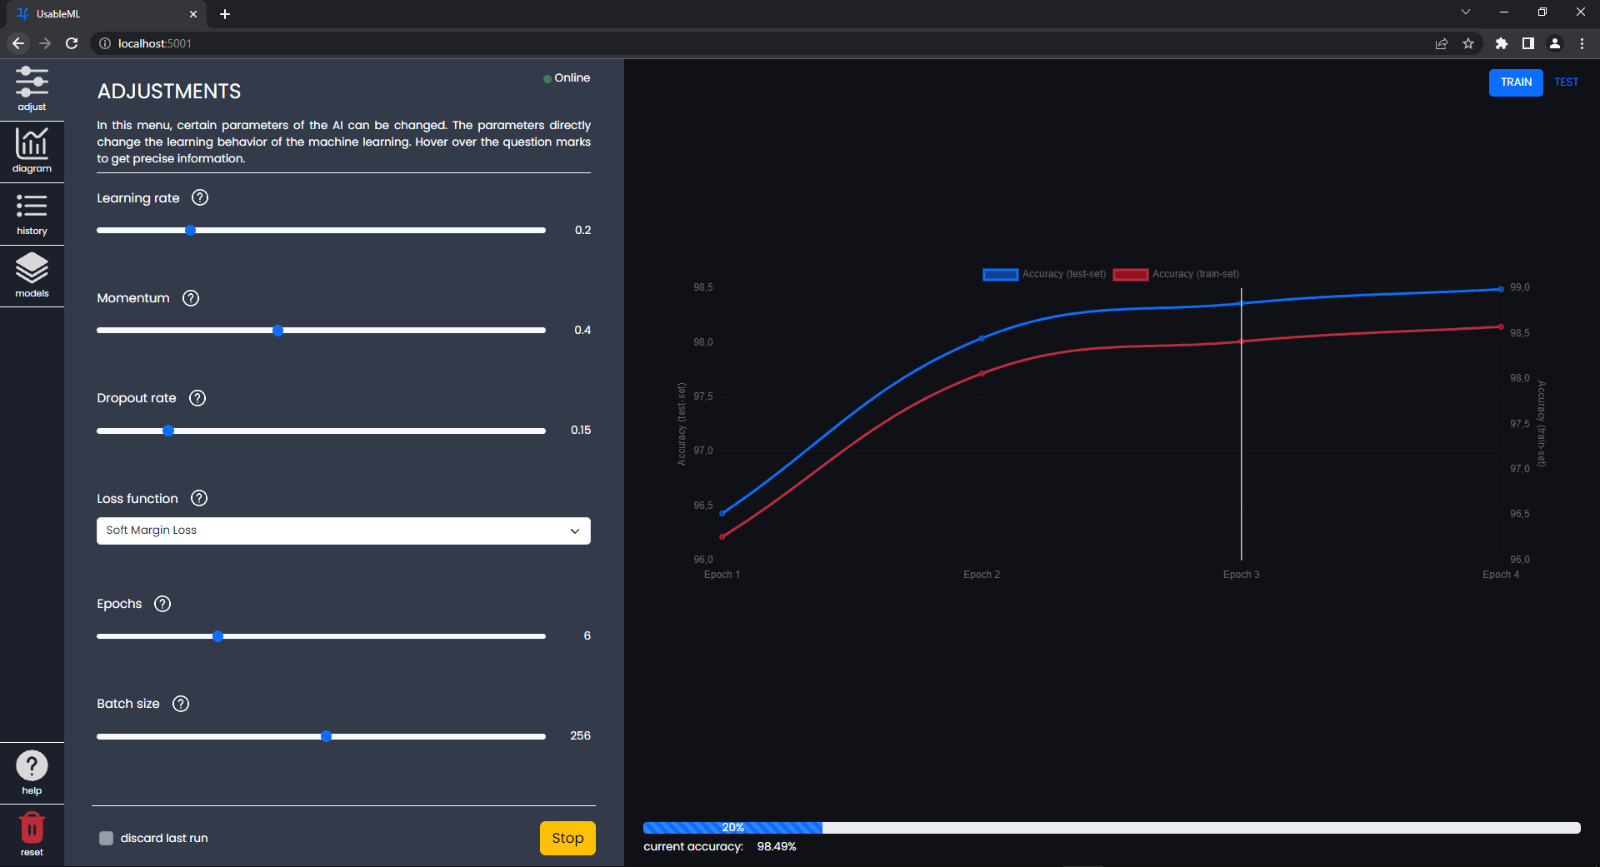 UsableML
localhost:5001
adjust
diagram
history
models
help
reset
Online
ADJUSTMENTS
In this menu, certain parameters of the AI can be changed. The parameters directly
change the learning behavior of the machine learning. Hover over the question marks
to get precise information.
Learning rate ?
0.2
Momentum ?
0.4
Dropout rate ?
0.15
Loss function ?
Soft Margin Loss
Epochs ?
6
Batch size ?
256
discard last run
Stop
TRAIN TEST
Accuracy (test-set) Accuracy (train-set)
98,5
98,0
97,5
97,0
96,5
96,0
Accuracy (test-set)
99,0
98,5
98,0
97,5
97,0
96,5
96,0
Accuracy (train-set)
Epoch 1 Epoch 2 Epoch 3 Epoch 4
20%
current accuracy: 98.49%